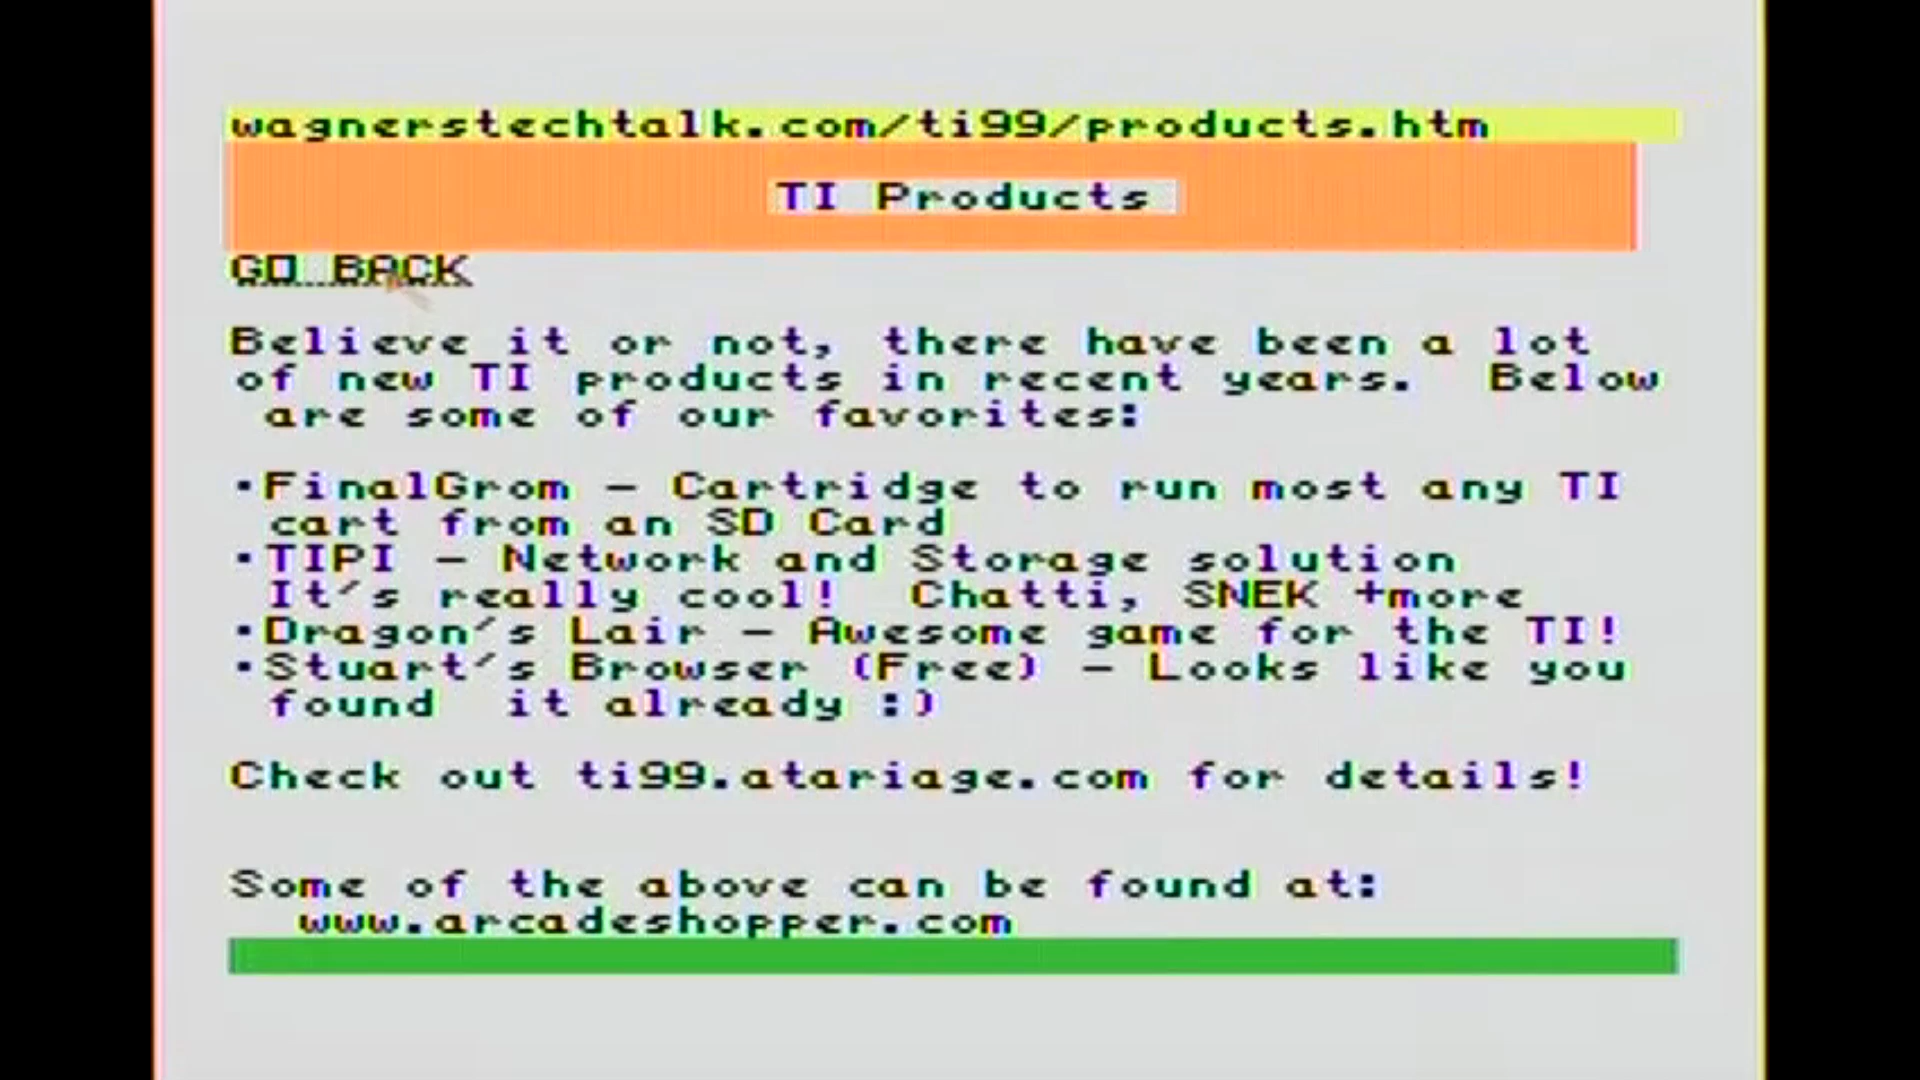 wagnerstechtalk.com/ti99/products.htm
TI Products
GO BACK
Believe it or not, there have been a lot
of new TI products in recent years.  Below
are some of our favorites:
·FinalGrom - Cartridge to run most any TI
cart from an SD Card
·TIPI - Network and Storage solution
It's really cool!  Chatti, SNEK +more
·Dragon's Lair - Awesome game for the TI!
·Stuart's Browser (Free) - Looks like you
found  it already :)
Check out ti99.atariage.com for details!
Some of the above can be found at:
www.arcadeshopper.com